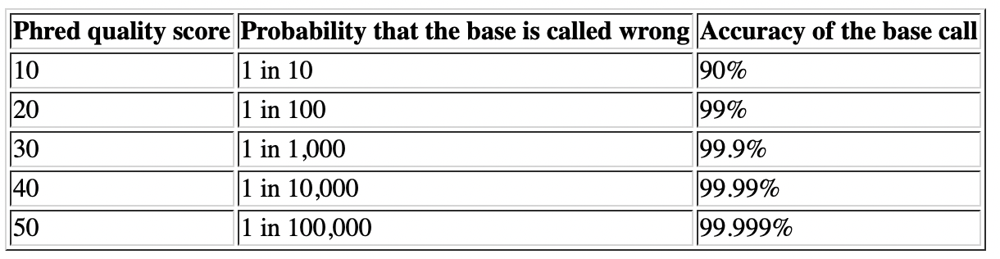 Phred quality score Probability that the base is called wrong Accuracy of the base call
10 1 in 10 90%
20 1 in 100 99%
30 1 in 1,000 99.9%
40 1 in 10,000 99.99%
50 1 in 100,000 99.999%